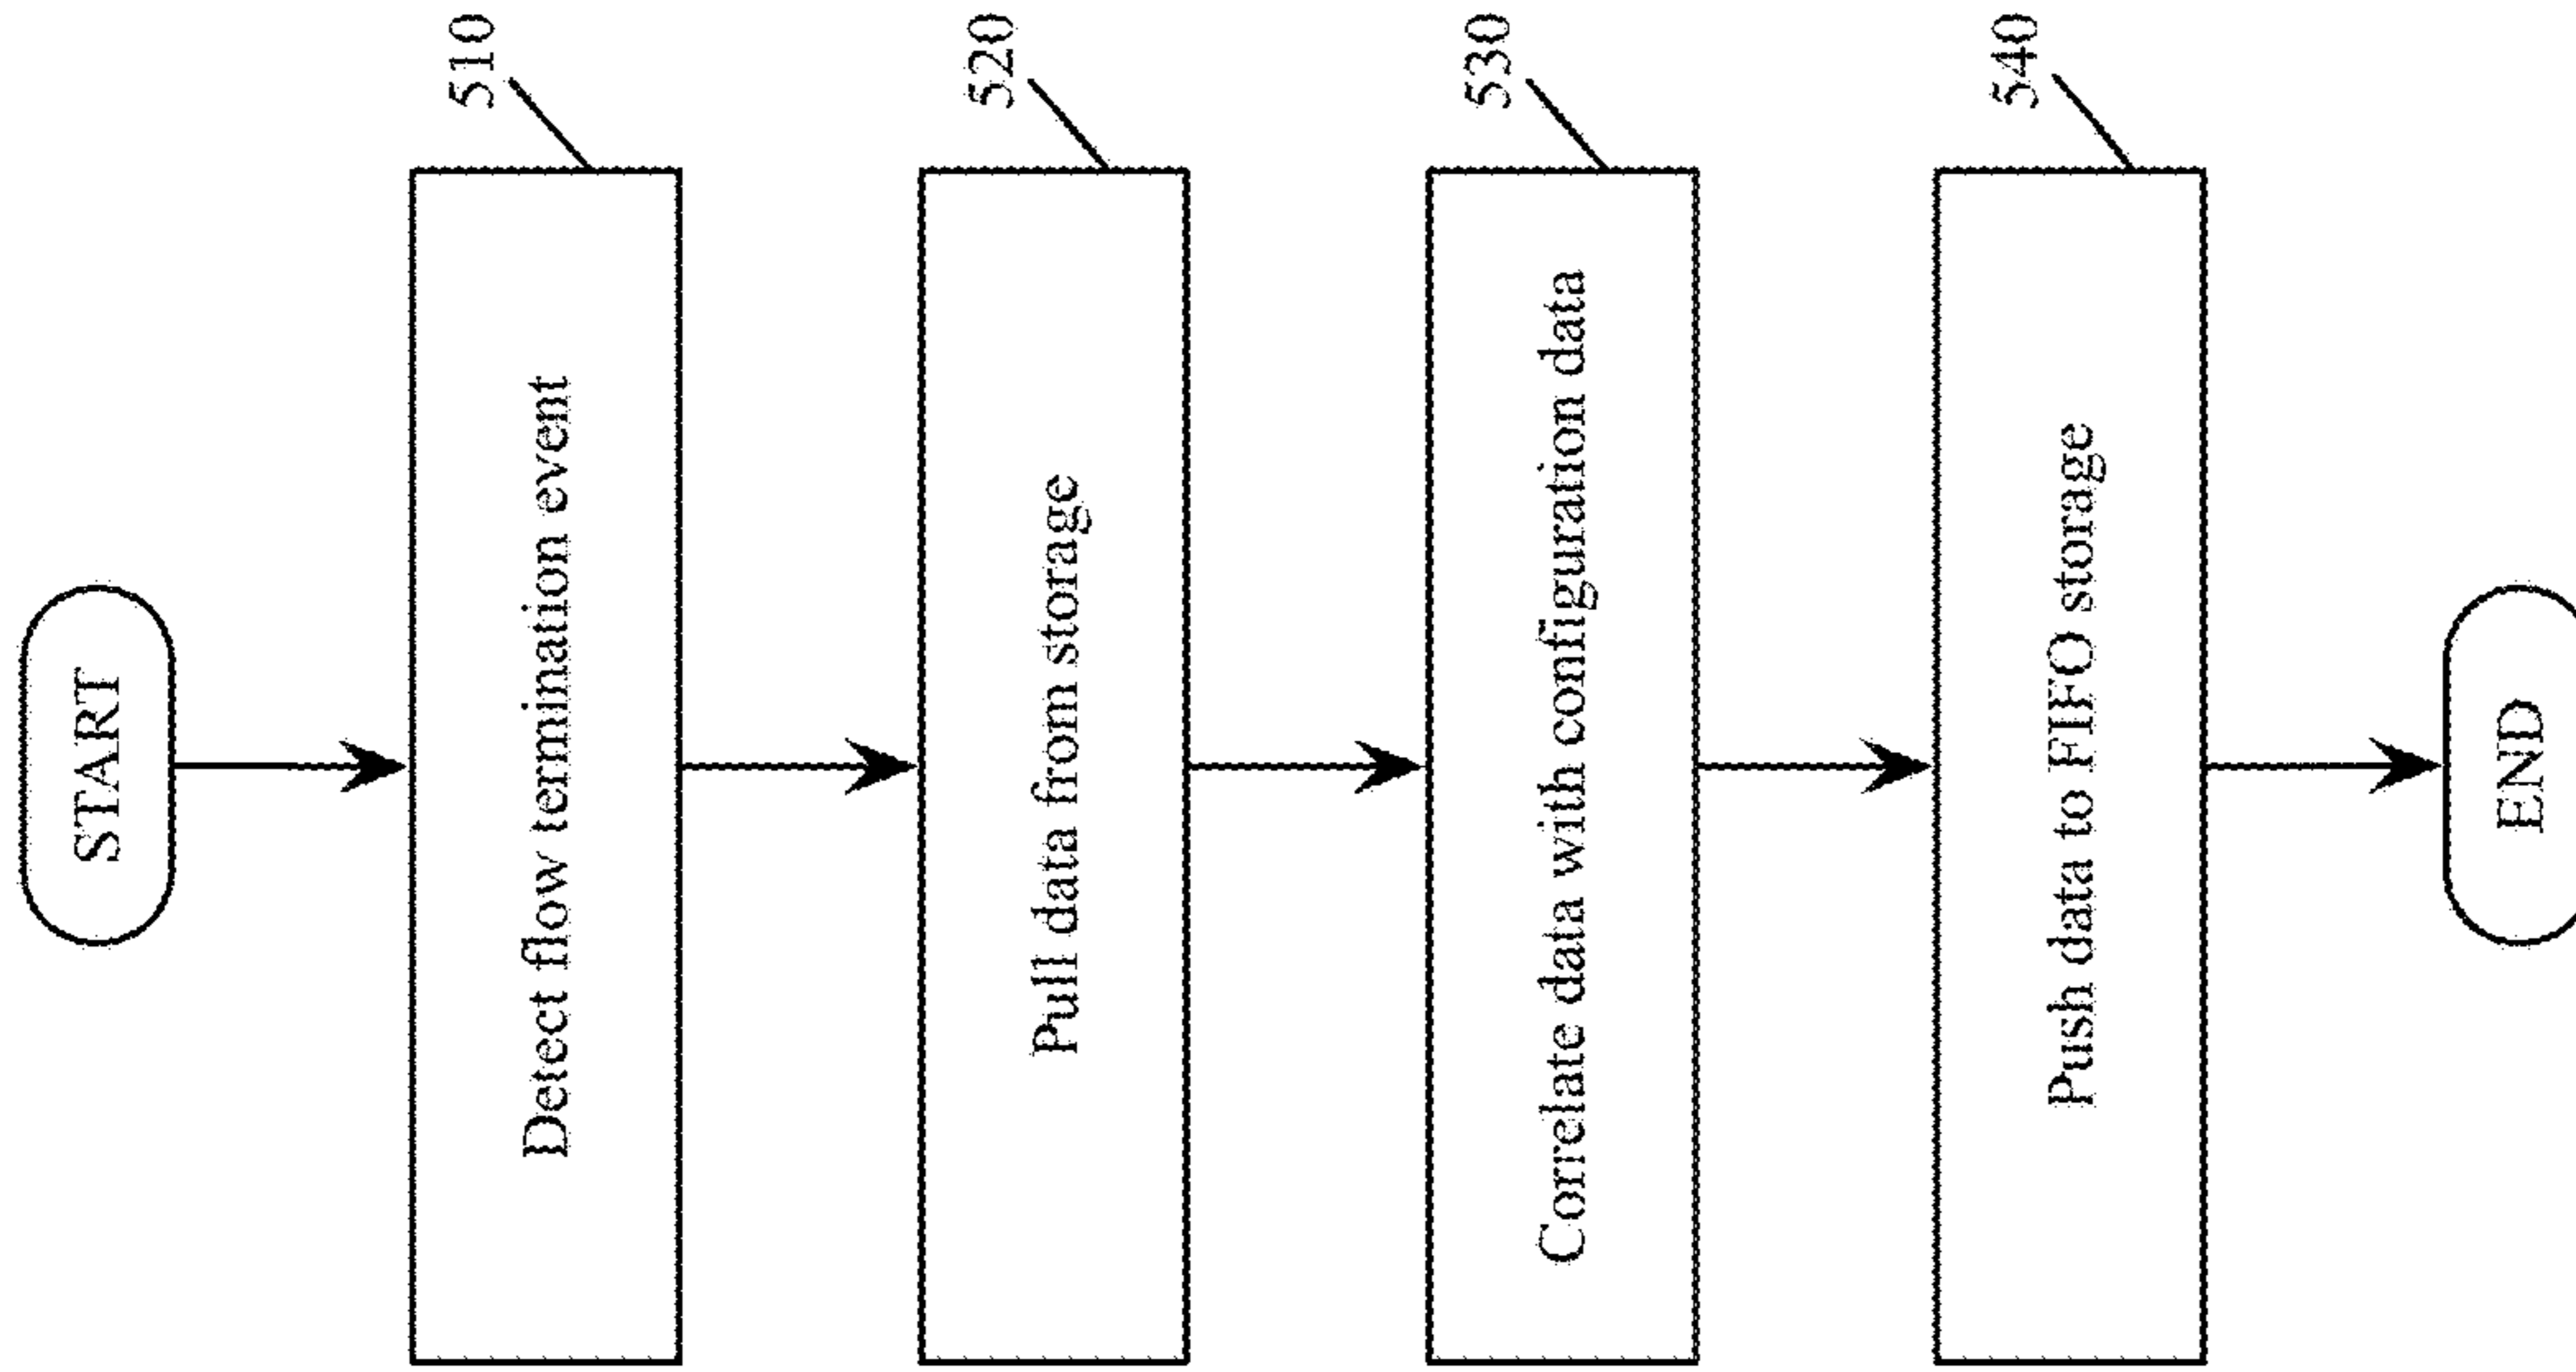 START
510
Detect flow termination event
520
Pull data from storage
530
Correlate data with configuration data
540
Push data to FIFO storage
END